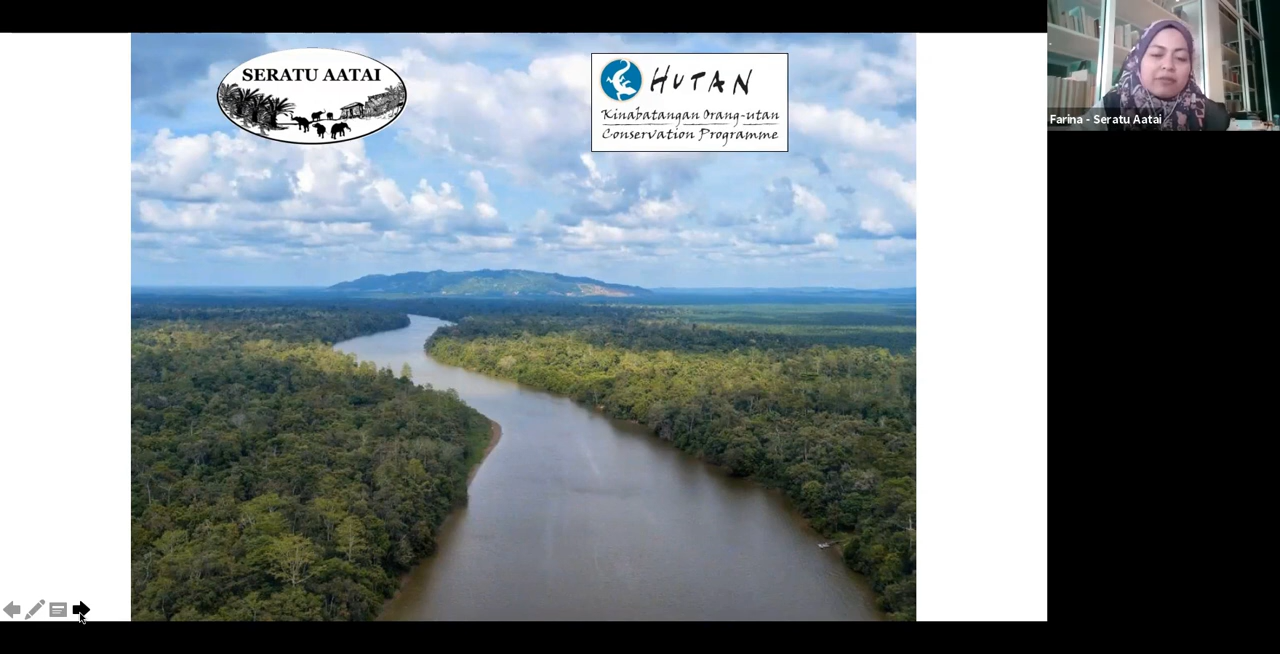 SERATU AATAI
HUTAN
Kinabatangan Orang-utan
Conservation Programme
Farina - Seratu Aatai